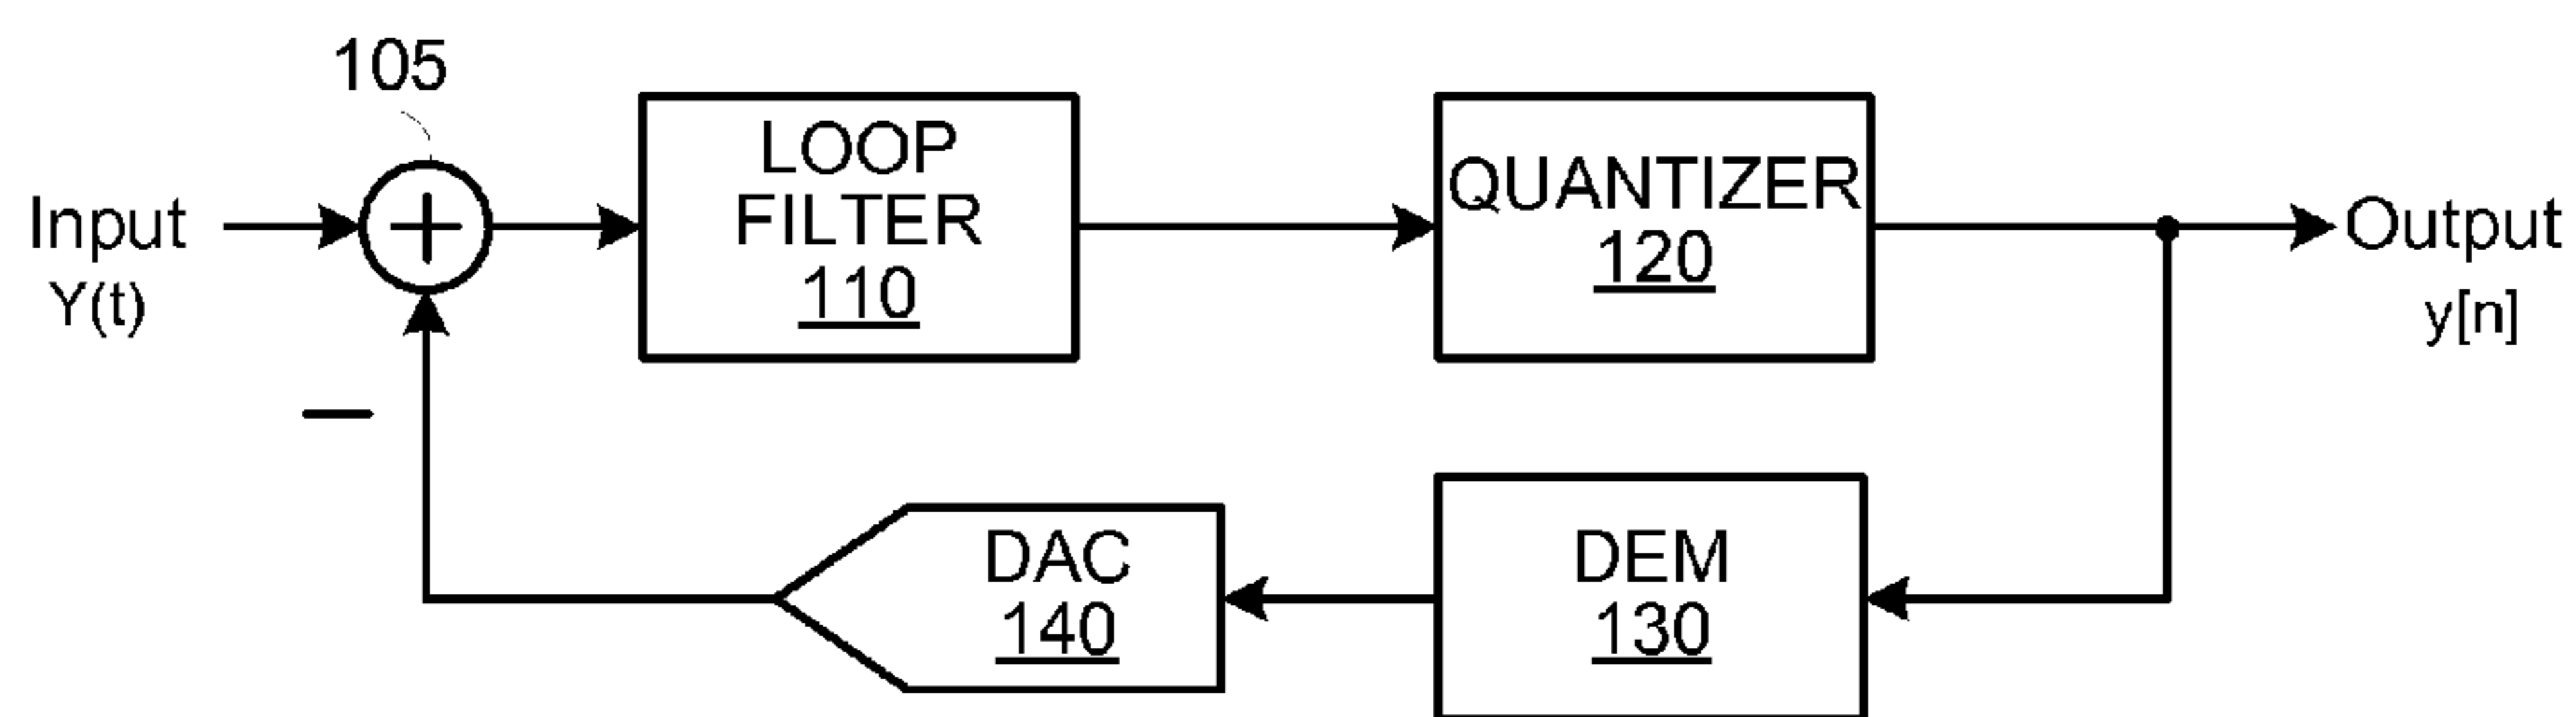 105
LOOP
FILTER
110
QUANTIZER
120
Input
Y(t)
+
Output
y[n]
−
DAC
140
DEM
130